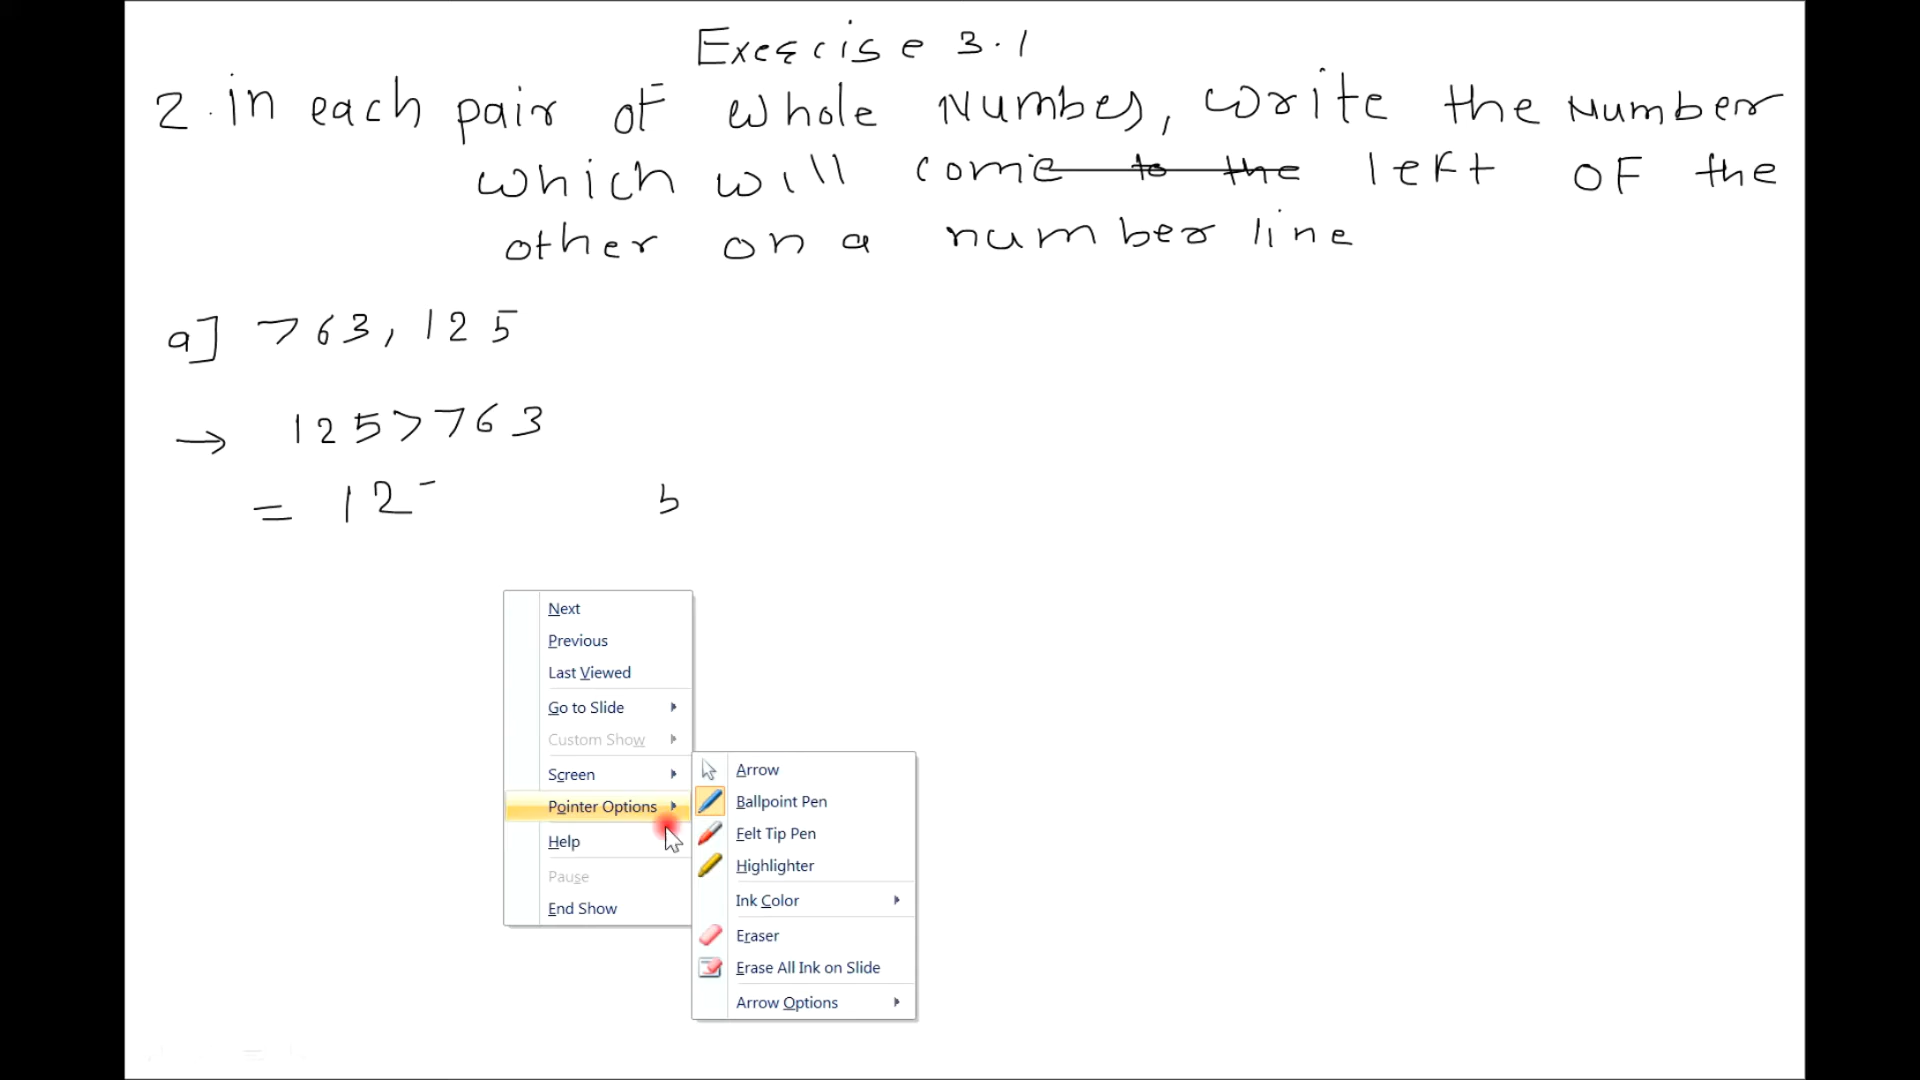 Exercise 3.1
2. in each pair of whole Number, write the Number
which will come to the left OF the
other on a number line
a] 763, 125
→ 125>763
= 12
b
Next
Previous
Last Viewed
Go to Slide
Custom Show
Screen
Pointer Options
Help
Pause
End Show
Arrow
Ballpoint Pen
Felt Tip Pen
Highlighter
Ink Color
Eraser
Erase All Ink on Slide
Arrow Options